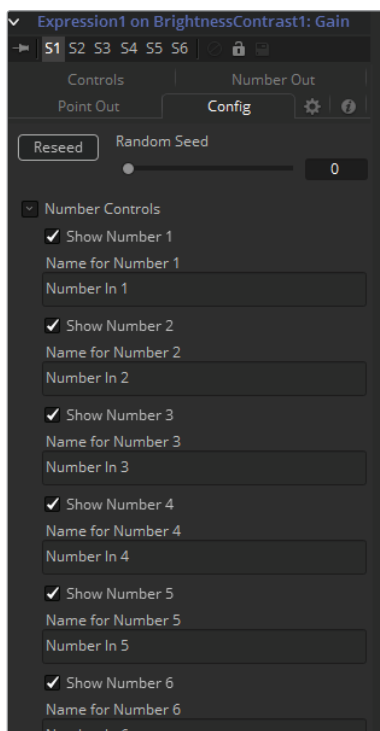 Expression1 on BrightnessContrast1: Gain
S1 S2 S3 S4 S5 S6
Controls Number Out
Point Out Config
Reseed Random Seed
0
Number Controls
Show Number 1
Name for Number 1
Number In 1
Show Number 2
Name for Number 2
Number In 2
Show Number 3
Name for Number 3
Number In 3
Show Number 4
Name for Number 4
Number In 4
Show Number 5
Name for Number 5
Number In 5
Show Number 6
Name for Number 6